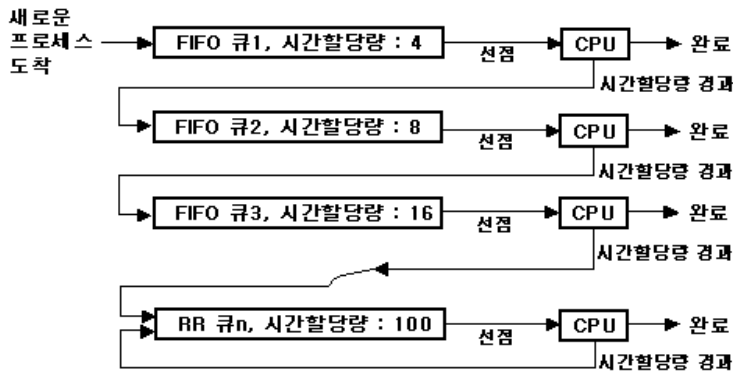 새로운
프로세스
도착
FIFO 큐1, 시간할당량 : 4
선점
CPU
완료
시간할당량 경과
FIFO 큐2, 시간할당량 : 8
선점
CPU
완료
시간할당량 경과
FIFO 큐3, 시간할당량 : 16
선점
CPU
완료
시간할당량 경과
RR 큐n, 시간할당량 : 100
선점
CPU
완료
시간할당량 경과